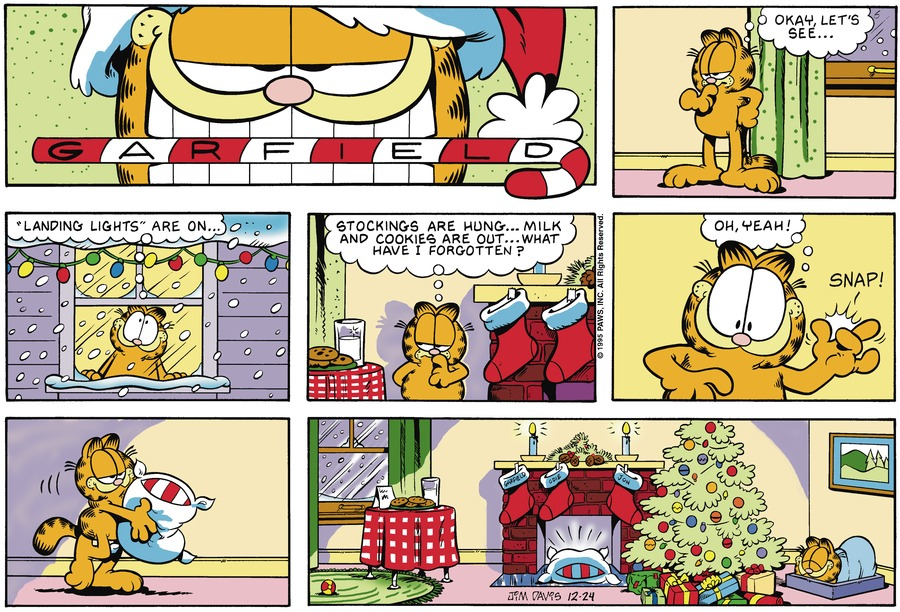 GARFIELD
OKAY, LET'S
SEE...
"LANDING LIGHTS" ARE ON...
STOCKINGS ARE HUNG...MILK
AND COOKIES ARE OUT...WHAT
HAVE I FORGOTTEN?
© 1995 PAWS, INC. All Rights Reserved.
OH, YEAH!
SNAP!
GARFIELD
ODIE
JON
JIM DAVIS 12-24